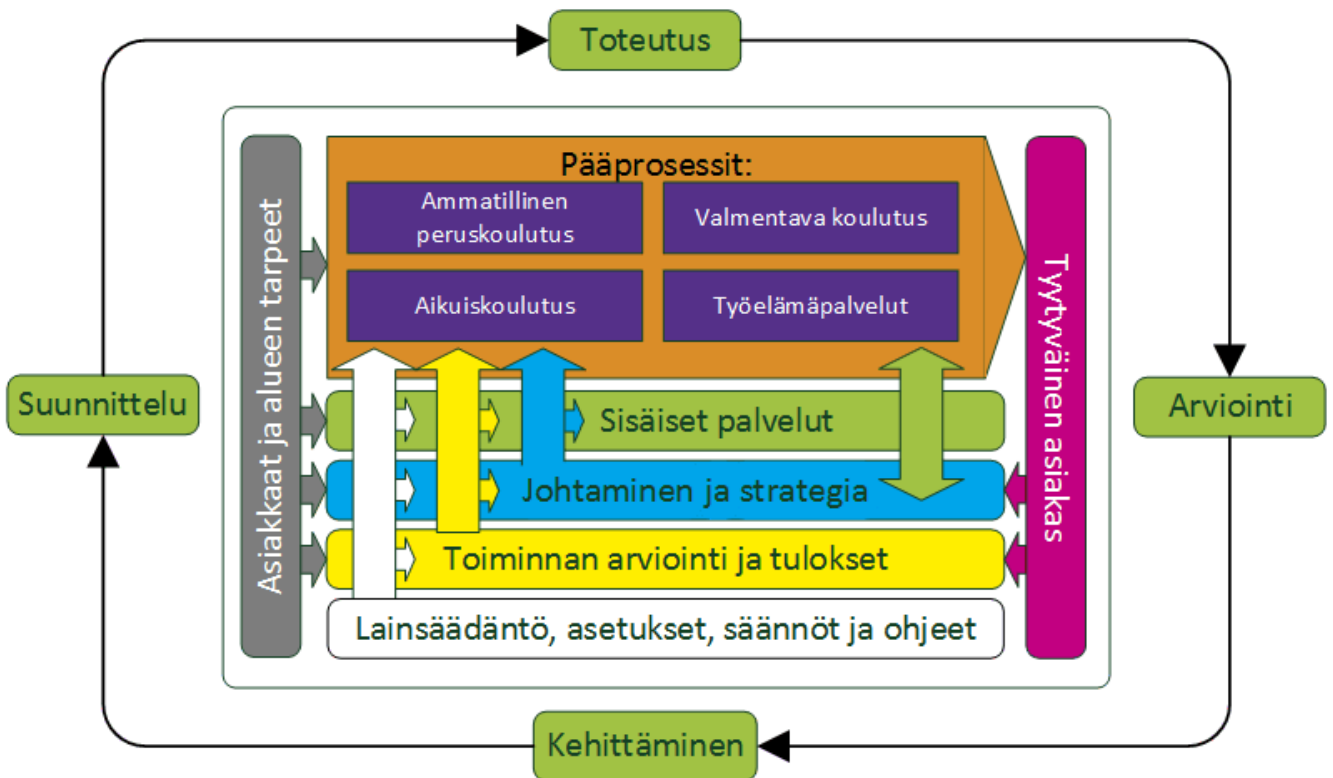 Toteutus
Pääprosessit:
Ammatillinen
peruskoulutus
Valmentava koulutus
Aikuiskoulutus
Työelämäpalvelut
Asiakkaat ja alueen tarpeet
Tyytyväinen asiakas
Suunnittelu
Arviointi
Sisäiset palvelut
Johtaminen ja strategia
Toiminnan arviointi ja tulokset
Lainsäädäntö, asetukset, säännöt ja ohjeet
Kehittäminen